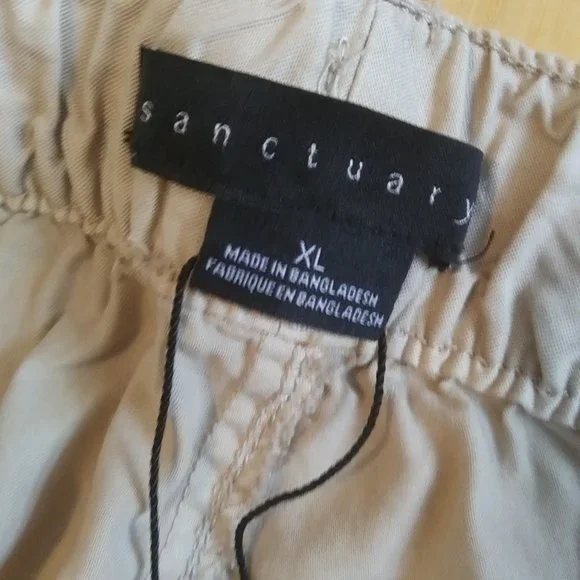 sanctuary
XL
MADE IN BANGLADESH
FABRIQUE EN BANGLADESH